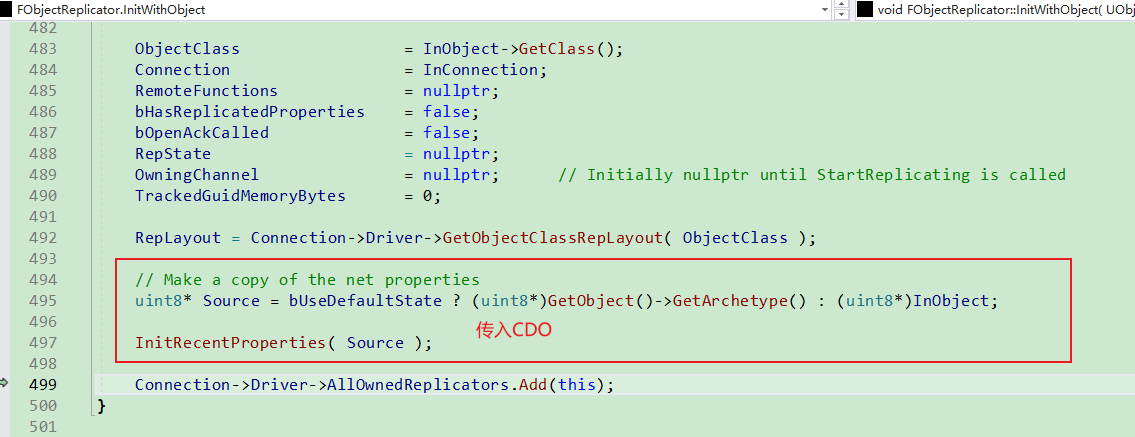 FObjectReplicator.InitWithObject
void FObjectReplicator::InitWithObject( UObj
482
483 ObjectClass = InObject->GetClass();
484 Connection = InConnection;
485 RemoteFunctions = nullptr;
486 bHasReplicatedProperties = false;
487 bOpenAckCalled = false;
488 RepState = nullptr;
489 OwningChannel = nullptr; // Initially nullptr until StartReplicating is called
490 TrackedGuidMemoryBytes = 0;
491
492 RepLayout = Connection->Driver->GetObjectClassRepLayout( ObjectClass );
493
494 // Make a copy of the net properties
495 uint8* Source = bUseDefaultState ? (uint8*)GetObject()->GetArchetype() : (uint8*)InObject;
496
传入CDO
497 InitRecentProperties( Source );
498
499 Connection->Driver->AllOwnedReplicators.Add(this);
500 }
501